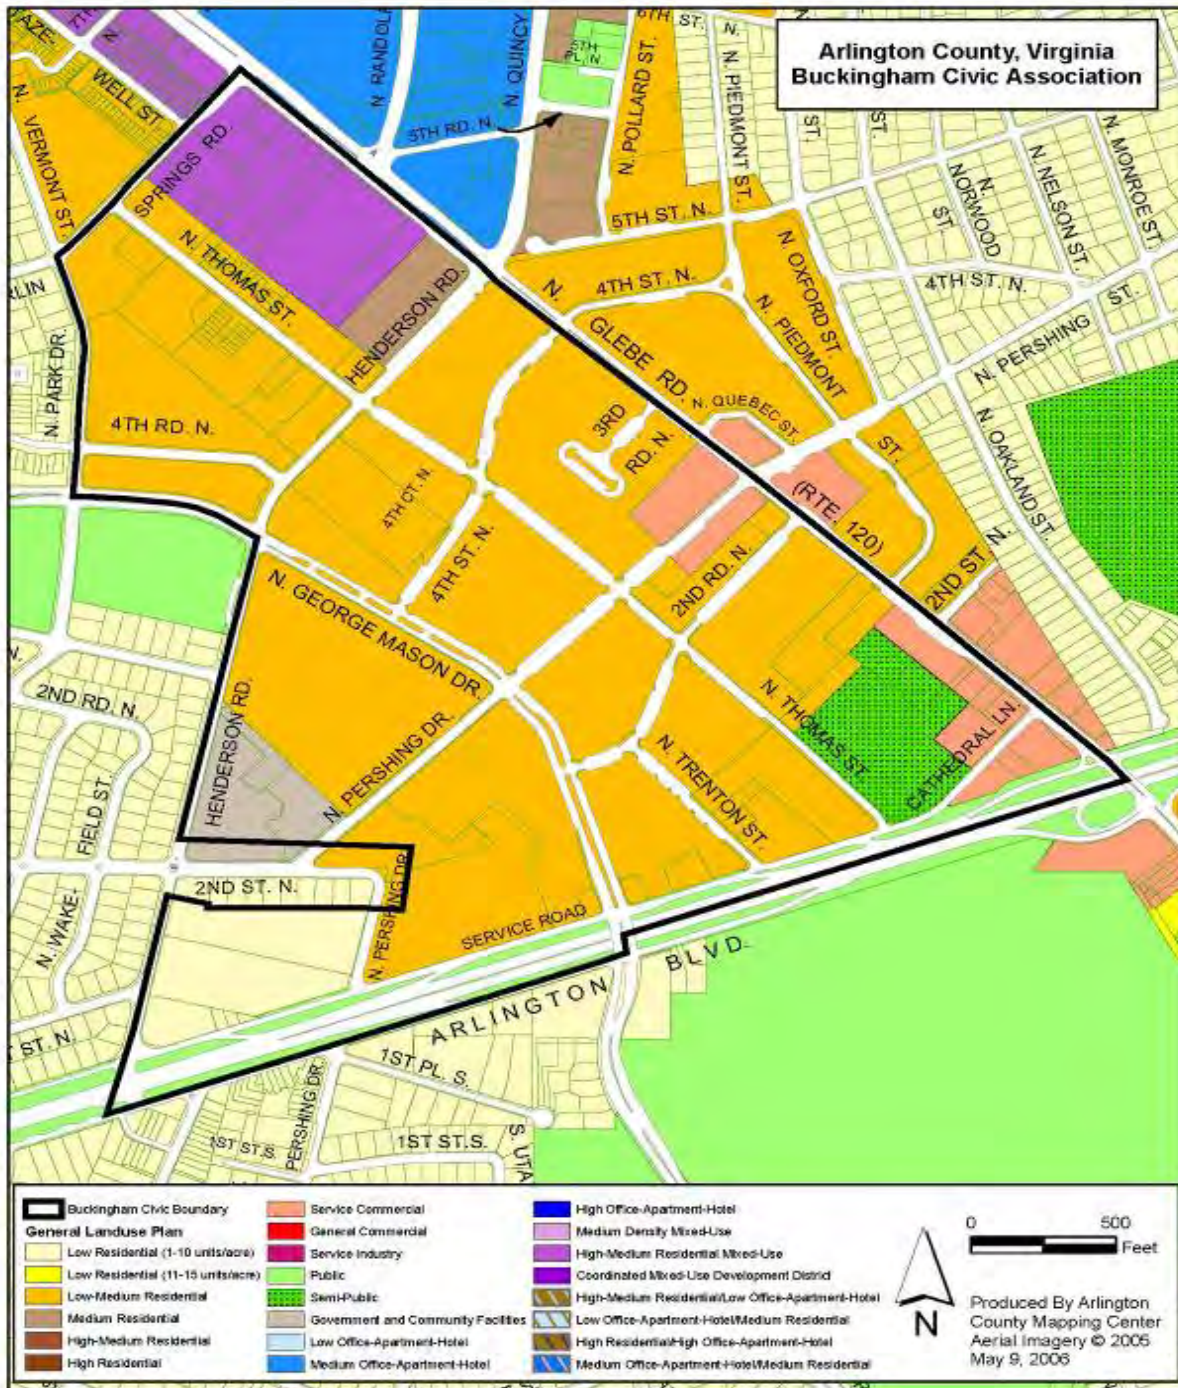 Arlington County, Virginia
Buckingham Civic Association
TAZE-
WELL ST.
7TH
N.
N. VERMONT ST.
SPRINGS RD.
N. RANDOL
N. QUINCY
5TH
PL. N
5TH RD. N.
6TH ST.
N. POLLARD ST.
N. PIEDMONT ST.
5TH ST. N.
ST.
ST.
N. MONROE ST.
N. NELSON ST.
N. NORWOOD ST.
4TH ST. N.
N. PERSHING
ST.
N. OXFORD ST.
4TH ST. N.
N. PIEDMONT
ST.
N. THOMAS ST.
HENDERSON RD.
N. GLEBE RD.
(RTE. 120)
N. QUEBEC ST.
3RD
RD. N.
RLIN
N. PARK DR.
4TH RD. N.
4TH CT. N.
4TH ST. N.
2ND RD. N.
N. OAKLAND ST.
2ND ST N.
N. GEORGE MASON DR.
N. THOMAS ST
N. TRENTON ST.
CATHEDRAL LN.
N.
2ND RD. N.
HENDERSON RD.
FIELD ST.
N. WAKE-
N. PERSHING DR.
2ND ST. N.
N. PERSHING DR.
SERVICE ROAD
ARLINGTON BLVD.
T ST. N.
1ST PL. S.
PERSHING DR.
1ST ST.S.
1ST ST.S.
S. UTA
Buckingham Civic Boundary
General Landuse Plan
Low Residential (1-10 units/acre)
Low Residential (11-15 units/acre)
Low-Medium Residential
Medium Residential
High-Medium Residential
High Residential
Service Commercial
General Commercial
Service Industry
Public
Semi-Public
Government and Community Facilities
Low Office-Apartment-Hotel
Medium Office-Apartment-Hotel
High Office-Apartment-Hotel
Medium Density Mixed-Use
High-Medium Residential Mixed-Use
Coordinated Mixed-Use Development District
High-Medium Residential/Low Office-Apartment-Hotel
Low Office-Apartment-Hotel/Medium Residential
High Residential/High Office-Apartment-Hotel
Medium Office-Apartment-Hotel/Medium Residential
N
0 500
Feet
Produced By Arlington
County Mapping Center
Aerial Imagery © 2005
May 9, 2006